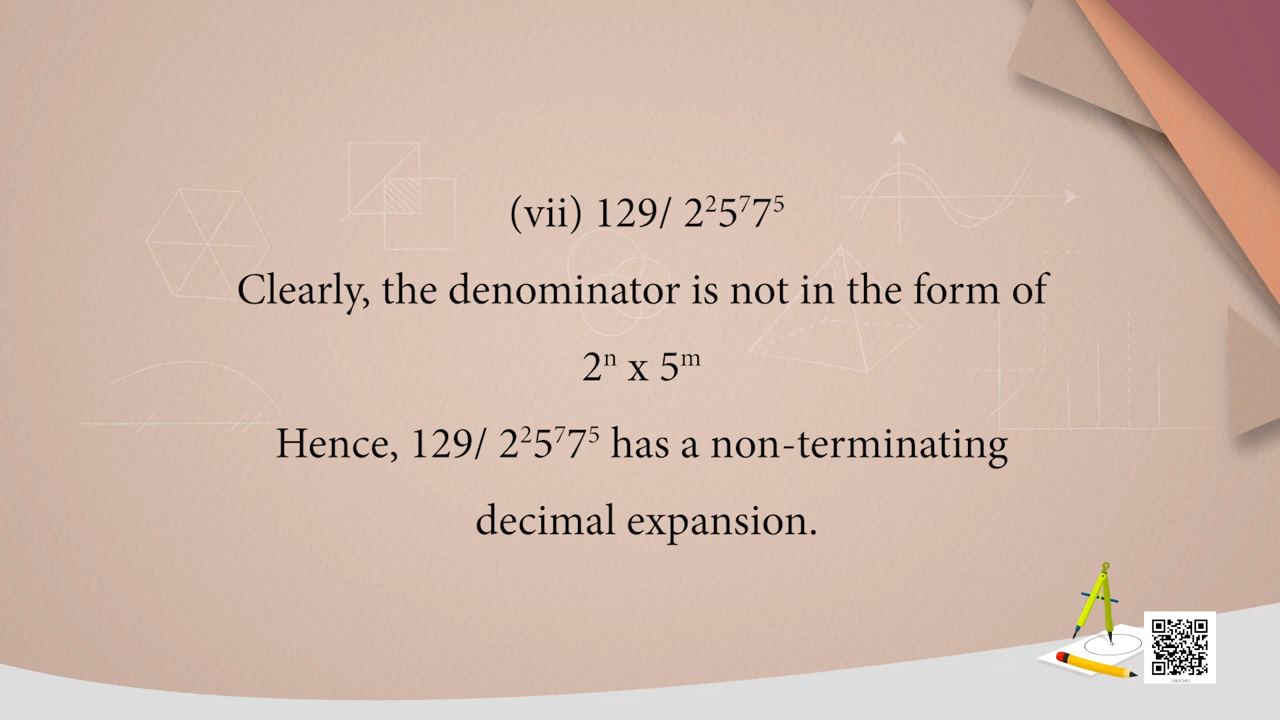 (vii) 129/ 2²5⁷7⁵
Clearly, the denominator is not in the form of
2ⁿ x 5ᵐ
Hence, 129/ 2²5⁷7⁵ has a non-terminating
decimal expansion.